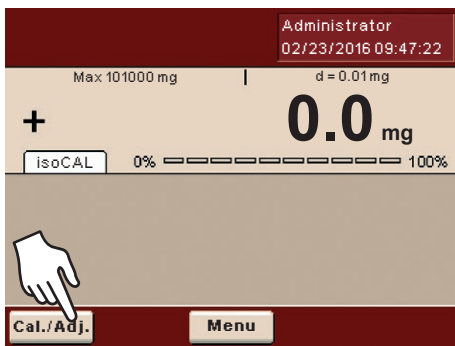 Administrator
02/23/2016 09:47:22
Max 101000 mg
d = 0.01 mg
+
0.0 mg
isoCAL
0%
100%
Cal./Adj.
Menu